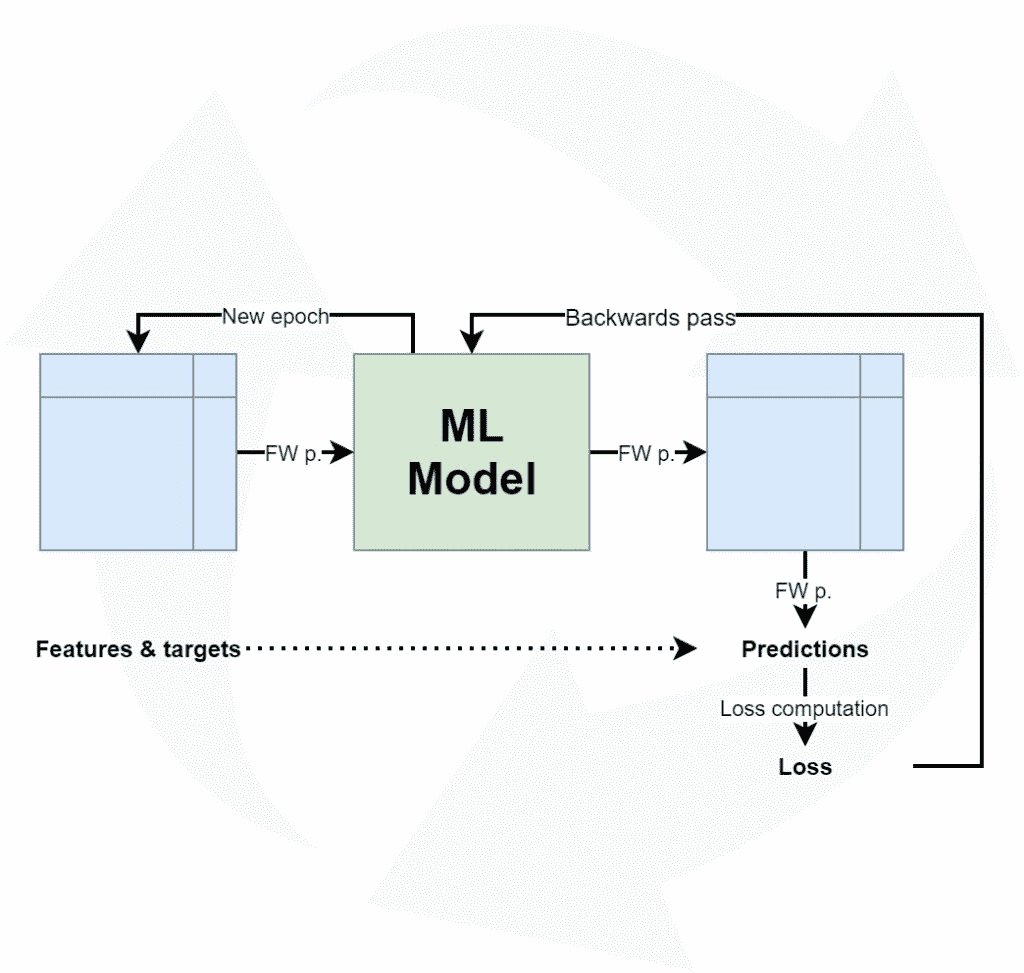 New epoch
Backwards pass
ML
Model
FW p.
FW p.
FW p.
Features & targets
Predictions
Loss computation
Loss